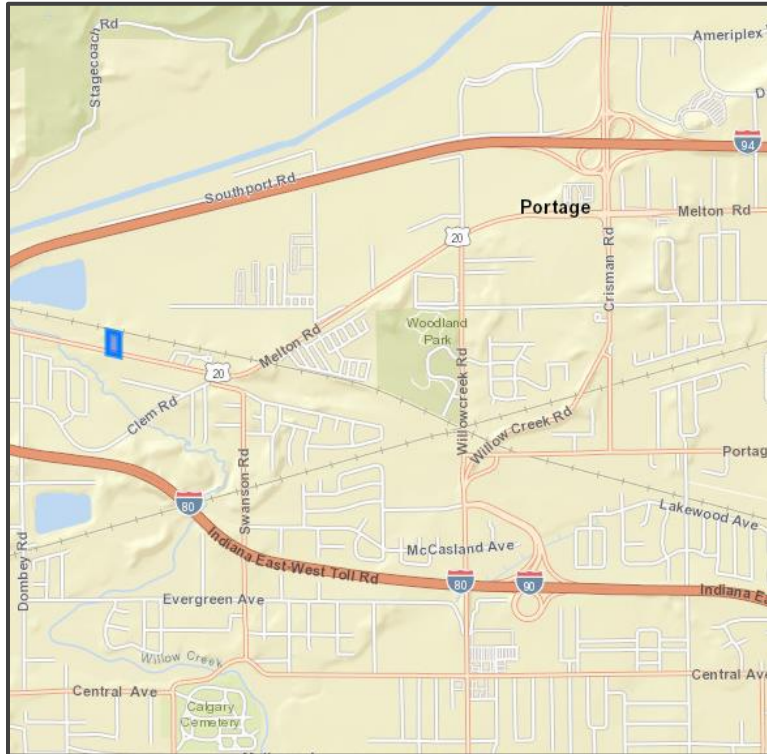 Stagecoach Rd
Ameriplex
D
94
Southport Rd
Portage
Melton Rd
20
Crisman Rd
Woodland
Park
Melton Rd
20
Clem Rd
Willowcreek Rd
Willow Creek Rd
Portag
Swanson Rd
80
Lakewood Ave
Dombey Rd
McCasland Ave
Indiana East-West Toll Rd
80
90
Indiana Ea
Evergreen Ave
Willow Creek
Central Ave
Central Ave
Calgary
Cemetery